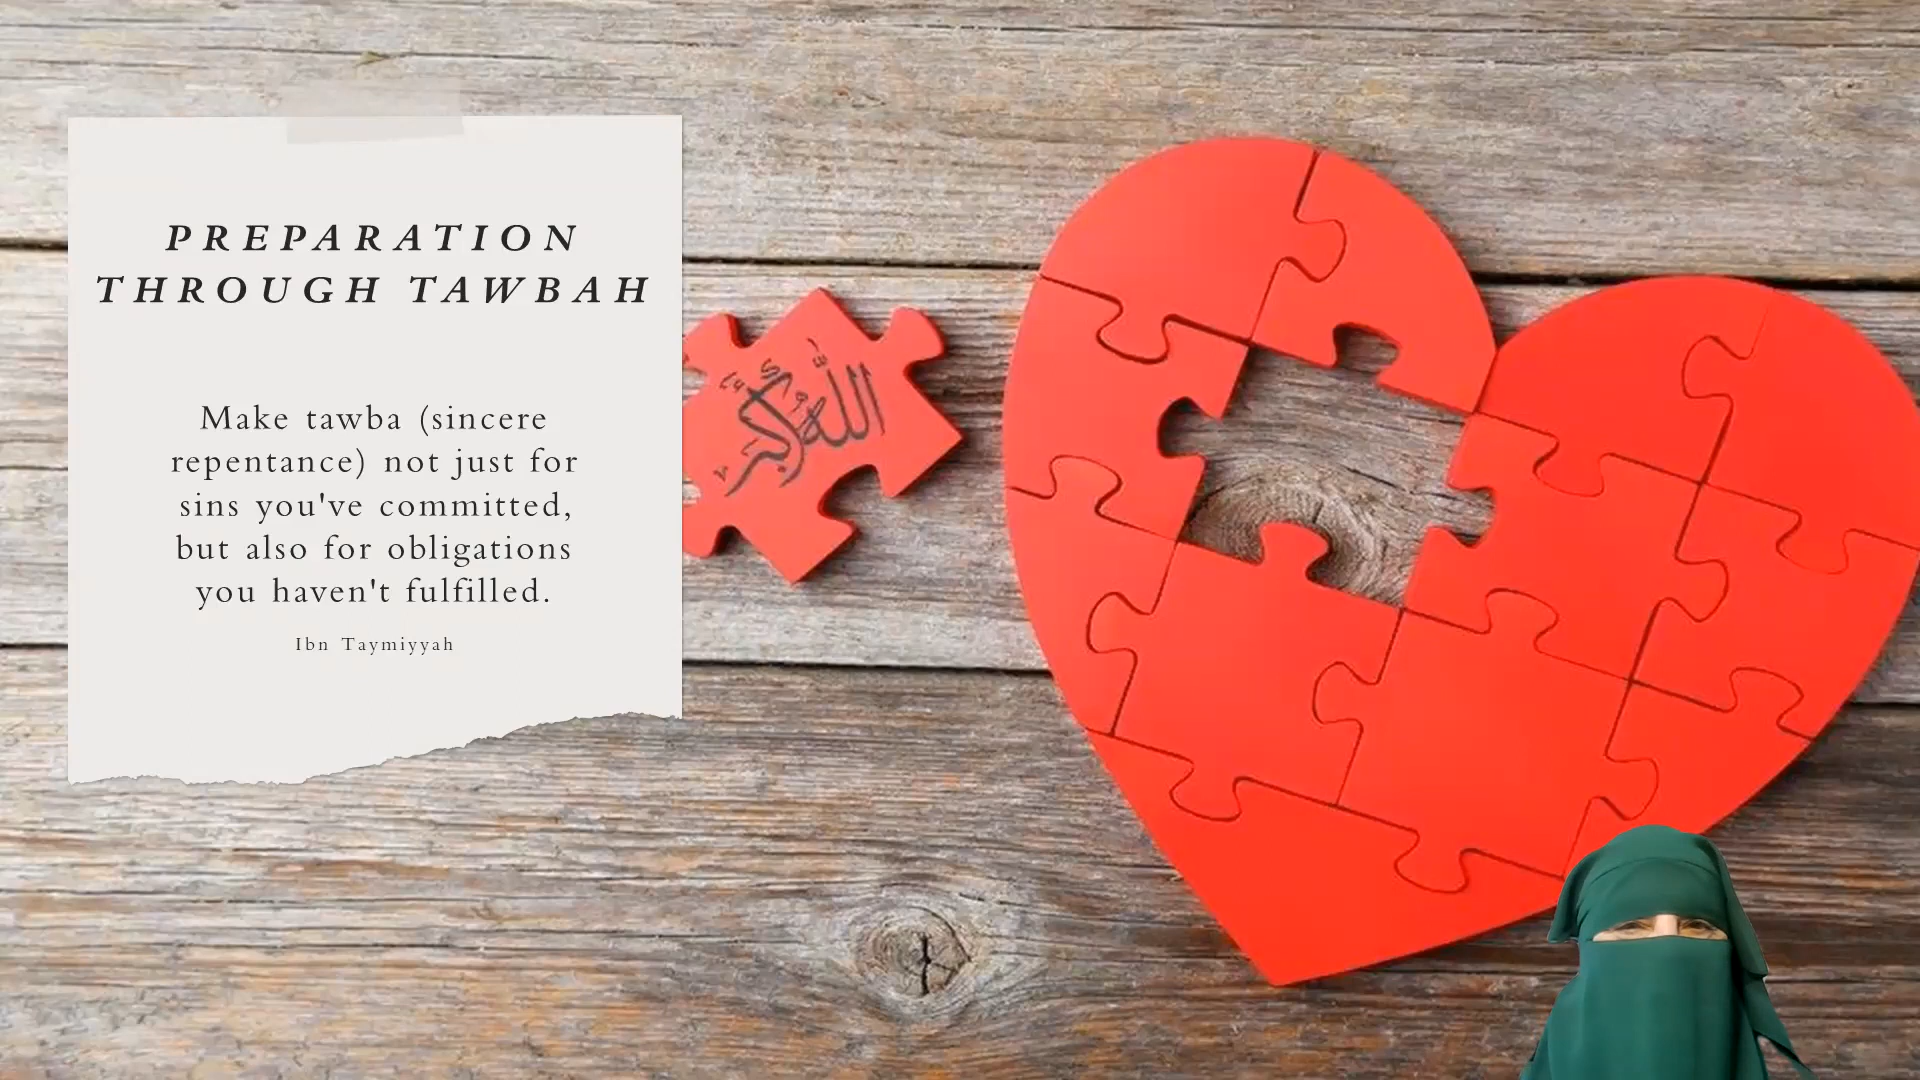 PREPARATION
THROUGH TAWBAH
Make tawba (sincere
repentance) not just for
sins you've committed,
but also for obligations
you haven't fulfilled.
Ibn Taymiyyah
الله أكبر